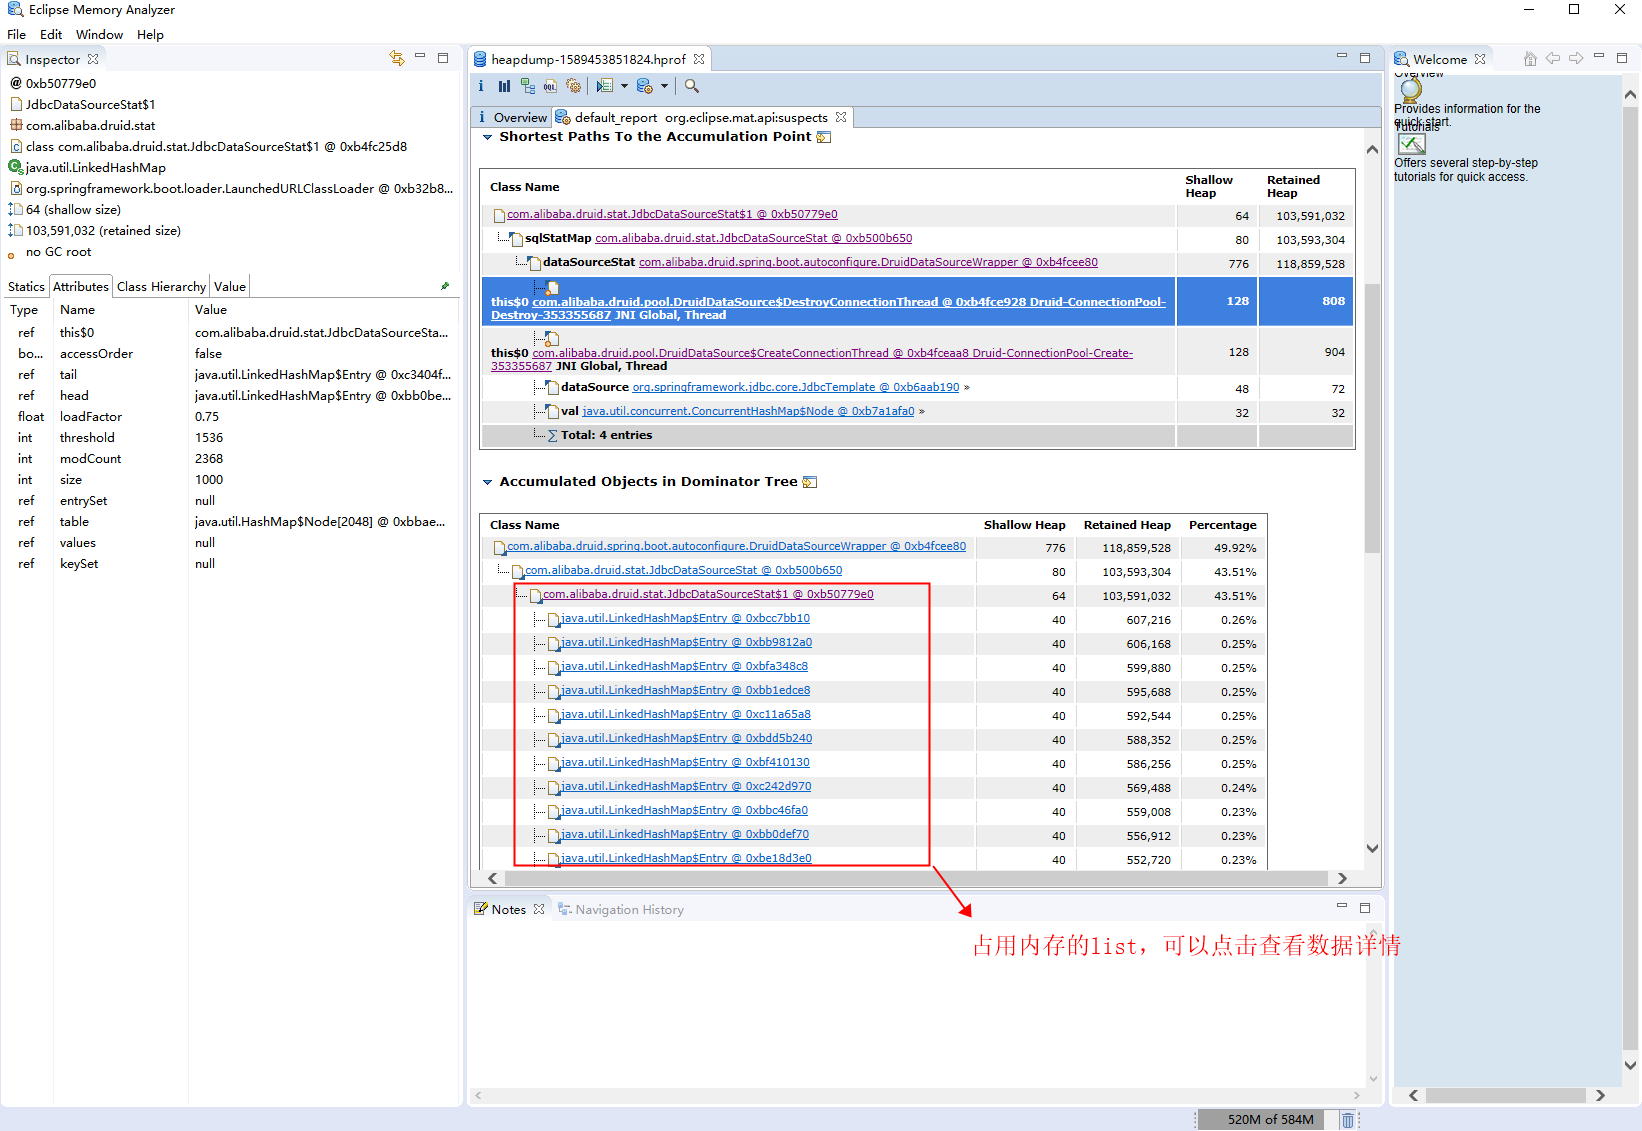 Eclipse Memory Analyzer
File Edit Window Help
Inspector
@ 0xb50779e0
JdbcDataSourceStat$1
com.alibaba.druid.stat
class com.alibaba.druid.stat.JdbcDataSourceStat$1 @ 0xb4fc25d8
java.util.LinkedHashMap
org.springframework.boot.loader.LaunchedURLClassLoader @ 0xb32b8...
64 (shallow size)
103,591,032 (retained size)
no GC root
Statics Attributes Class Hierarchy Value
Type Name Value
ref this$0 com.alibaba.druid.stat.JdbcDataSourceSta...
bo... accessOrder false
ref tail java.util.LinkedHashMap$Entry @ 0xc3404f...
ref head java.util.LinkedHashMap$Entry @ 0xbb0be...
float loadFactor 0.75
int threshold 1536
int modCount 2368
int size 1000
ref entrySet null
ref table java.util.HashMap$Node[2048] @ 0xbbae...
ref values null
ref keySet null
heapdump-1589453851824.hprof
i OQL
i Overview default_report org.eclipse.mat.api:suspects
Shortest Paths To the Accumulation Point
Class Name Shallow Heap Retained Heap
com.alibaba.druid.stat.JdbcDataSourceStat$1 @ 0xb50779e0 64 103,591,032
sqlStatMap com.alibaba.druid.stat.JdbcDataSourceStat @ 0xb500b650 80 103,593,304
dataSourceStat com.alibaba.druid.spring.boot.autoconfigure.DruidDataSourceWrapper @ 0xb4fcee80 776 118,859,528
this$0 com.alibaba.druid.pool.DruidDataSource$DestroyConnectionThread @ 0xb4fce928 Druid-ConnectionPool-
Destroy-353355687 JNI Global, Thread 128 808
this$0 com.alibaba.druid.pool.DruidDataSource$CreateConnectionThread @ 0xb4fceaa8 Druid-ConnectionPool-Create-
353355687 JNI Global, Thread 128 904
dataSource org.springframework.jdbc.core.JdbcTemplate @ 0xb6aab190 » 48 72
val java.util.concurrent.ConcurrentHashMap$Node @ 0xb7a1afa0 » 32 32
Σ Total: 4 entries
Accumulated Objects in Dominator Tree
Class Name Shallow Heap Retained Heap Percentage
com.alibaba.druid.spring.boot.autoconfigure.DruidDataSourceWrapper @ 0xb4fcee80 776 118,859,528 49.92%
com.alibaba.druid.stat.JdbcDataSourceStat @ 0xb500b650 80 103,593,304 43.51%
com.alibaba.druid.stat.JdbcDataSourceStat$1 @ 0xb50779e0 64 103,591,032 43.51%
java.util.LinkedHashMap$Entry @ 0xbcc7bb10 40 607,216 0.26%
java.util.LinkedHashMap$Entry @ 0xbb9812a0 40 606,168 0.25%
java.util.LinkedHashMap$Entry @ 0xbfa348c8 40 599,880 0.25%
java.util.LinkedHashMap$Entry @ 0xbb1edce8 40 595,688 0.25%
java.util.LinkedHashMap$Entry @ 0xc11a65a8 40 592,544 0.25%
java.util.LinkedHashMap$Entry @ 0xbdd5b240 40 588,352 0.25%
java.util.LinkedHashMap$Entry @ 0xbf410130 40 586,256 0.25%
java.util.LinkedHashMap$Entry @ 0xc242d970 40 569,488 0.24%
java.util.LinkedHashMap$Entry @ 0xbbc46fa0 40 559,008 0.23%
java.util.LinkedHashMap$Entry @ 0xbb0def70 40 556,912 0.23%
java.util.LinkedHashMap$Entry @ 0xbe18d3e0 40 552,720 0.23%
Notes Navigation History
占用内存的list，可以点击查看数据详情
Welcome
Overview
Provides information for the
quick start.
Tutorials
Offers several step-by-step
tutorials for quick access.
520M of 584M